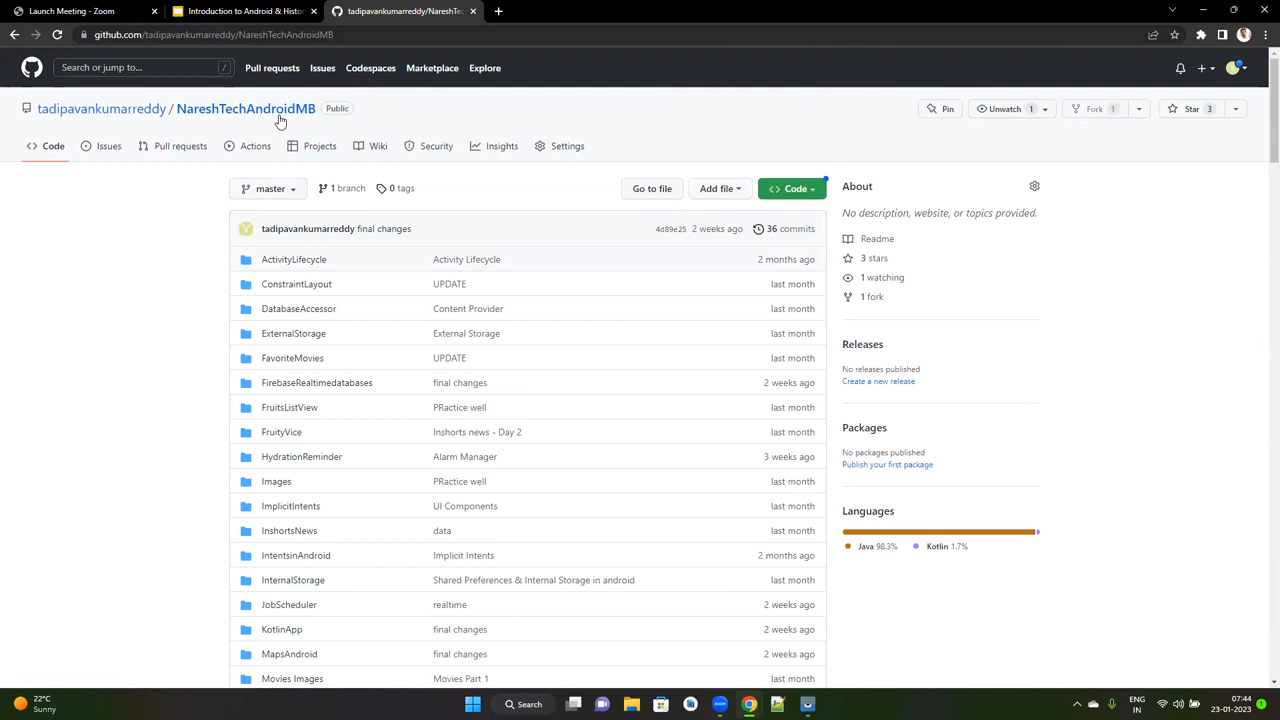 Launch Meeting - Zoom
Introduction to Android & Histor
tadipavankumarreddy/NareshTec
github.com/tadipavankumarreddy/NareshTechAndroidMB
Search or jump to... /
Pull requests Issues Codespaces Marketplace Explore
tadipavankumarreddy / NareshTechAndroidMB Public
Pin Unwatch 1 Fork 1 Star 3
<> Code Issues Pull requests Actions Projects Wiki Security Insights Settings
master 1 branch 0 tags Go to file Add file <> Code
tadipavankumarreddy final changes 4d89e25 2 weeks ago 36 commits
ActivityLifecycle Activity Lifecycle 2 months ago
ConstraintLayout UPDATE last month
DatabaseAccessor Content Provider last month
ExternalStorage External Storage last month
FavoriteMovies UPDATE last month
FirebaseRealtimedatabases final changes 2 weeks ago
FruitsListView PRactice well last month
FruityVice Inshorts news - Day 2 last month
HydrationReminder Alarm Manager 3 weeks ago
Images PRactice well last month
ImplicitIntents UI Components last month
InshortsNews data last month
IntentsinAndroid Implicit Intents 2 months ago
InternalStorage Shared Preferences & Internal Storage in android last month
JobScheduler realtime 2 weeks ago
KotlinApp final changes 2 weeks ago
MapsAndroid final changes 2 weeks ago
Movies Images Movies Part 1 last month
About
No description, website, or topics provided.
Readme
3 stars
1 watching
1 fork
Releases
No releases published
Create a new release
Packages
No packages published
Publish your first package
Languages
Java 98.3% Kotlin 1.7%
22°C
Sunny
Search
zoom
ENG
IN
07:44
23-01-2023
1